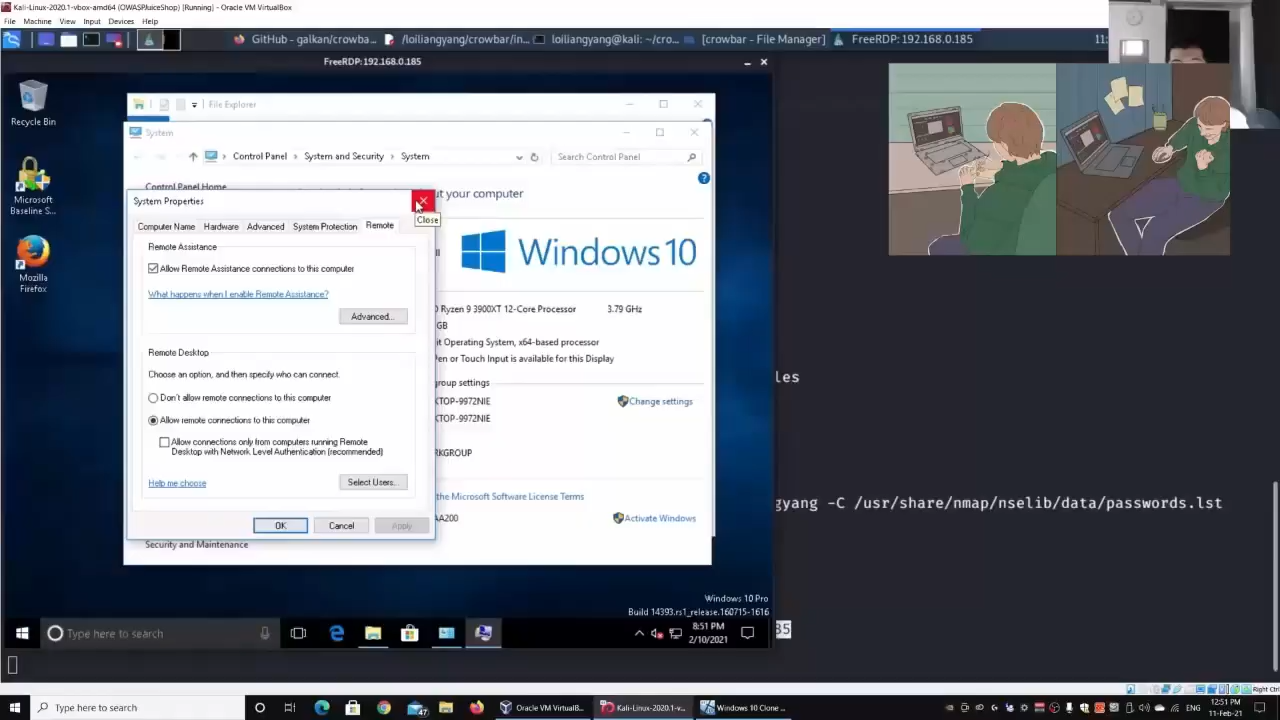 Kali-Linux-2020.1-vbox-amd64 (OWASPJuiceShop) [Running] - Oracle VM VirtualBox
File Machine View Input Devices Help
GitHub - galkan/crowba...
/loiliangyang/crowbar/in...
loiliangyang@kali: ~/cro...
[crowbar - File Manager]
FreeRDP:192.168.0.185
FreeRDP:192.168.0.185
Recycle Bin
File Explorer
System
Control Panel > System and Security > System
Search Control Panel
Microsoft
Baseline S...
Control Panel Home
ut your computer
System Properties
Close
Computer Name Hardware Advanced System Protection Remote
Remote Assistance
Windows 10
Allow Remote Assistance connections to this computer
Mozilla
Firefox
What happens when I enable Remote Assistance?
Advanced...
Ryzen 9 3900XT 12-Core Processor 3.79 GHz
GB
it Operating System, x64-based processor
Remote Desktop
Pen or Touch Input is available for this Display
Choose an option, and then specify who can connect.
group settings
les
Don't allow remote connections to this computer
KTOP-9972NIE
Change settings
Allow remote connections to this computer
KTOP-9972NIE
Allow connections only from computers running Remote
Desktop with Network Level Authentication (recommended)
RKGROUP
Help me choose
Select Users...
the Microsoft Software License Terms
gyang -C /usr/share/nmap/nselib/data/passwords.lst
OK
Cancel
Apply
AA200
Activate Windows
Security and Maintenance
Windows 10 Pro
Build 14393.rs1_release.160715-1616
Type here to search
8:51 PM
2/10/2021
85
Right Ctrl
Type here to search
47
Oracle VM VirtualB...
Kali-Linux-2020.1-v...
Windows 10 Clone ...
ENG
12:51 PM
11-Feb-21